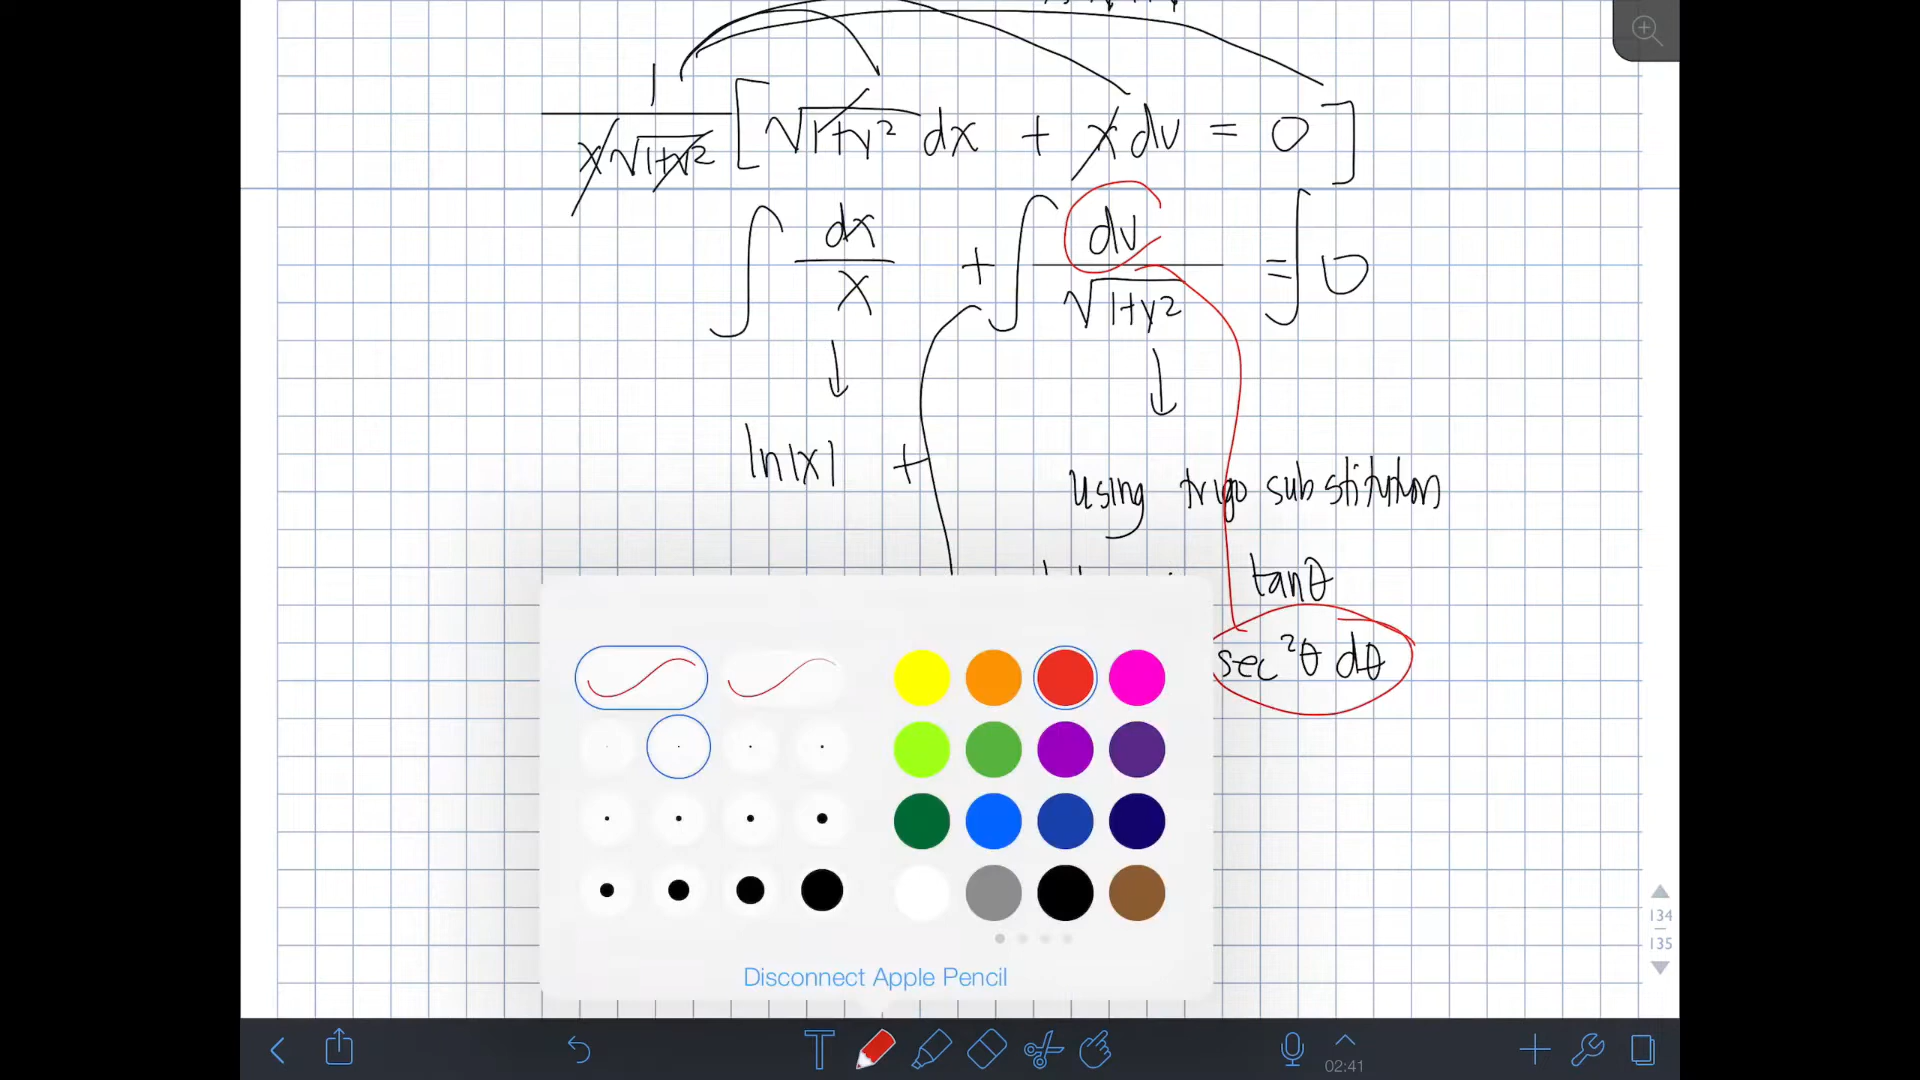 1
x√1+v² [ √1+v² dx + x dv = 0 ]
∫ dx/x + ∫ dv/√1+v² = ∫ 0
ln|x| +
using trigo substitution
tanθ
sec²θ dθ
Disconnect Apple Pencil
134
135
T
02:41